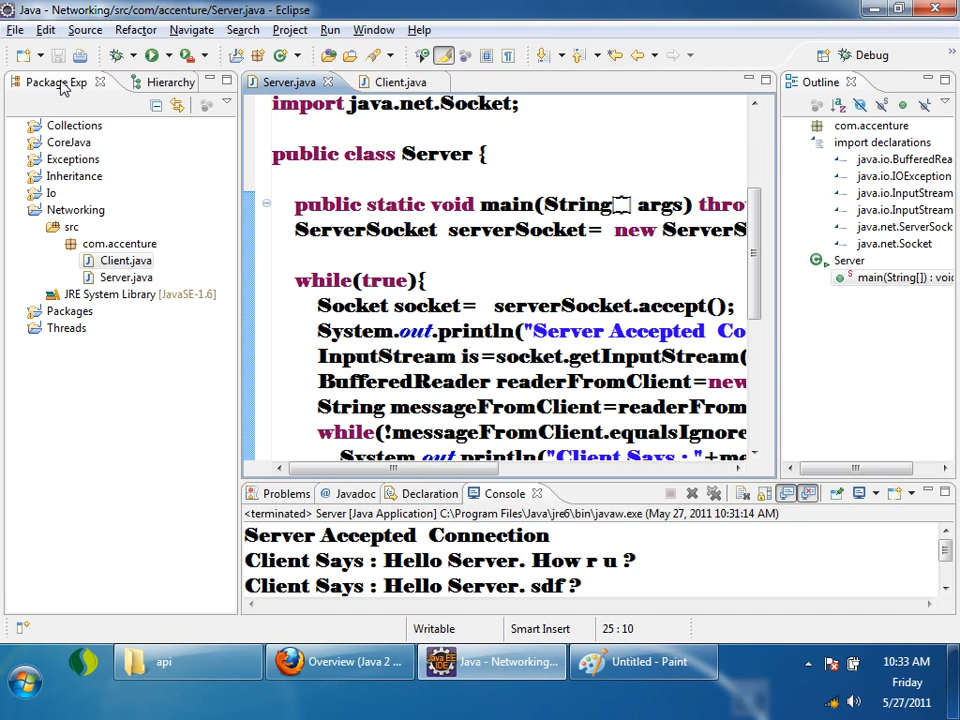 Java - Networking/src/com/accenture/Server.java - Eclipse
File Edit Source Refactor Navigate Search Project Run Window Help
Debug
Package Exp Hierarchy
Server.java Client.java
Outline
Collections
CoreJava
Exceptions
Inheritance
Io
Networking
src
com.accenture
Client.java
Server.java
JRE System Library [JavaSE-1.6]
Packages
Threads
import java.net.Socket;
public class Server {
public static void main(String[] args) throw
ServerSocket serverSocket= new ServerS
while(true){
Socket socket= serverSocket.accept();
System.out.println("Server Accepted Co
InputStream is=socket.getInputStream(
BufferedReader readerFromClient=new
String messageFromClient=readerFrom
while(!messageFromClient.equalsIgnore
System.out.println("Client Says : "+me
com.accenture
import declarations
java.io.BufferedRea
java.io.IOException
java.io.InputStream
java.io.InputStream
java.net.ServerSock
java.net.Socket
Server
main(String[]) : void
Problems Javadoc Declaration Console
<terminated> Server [Java Application] C:\Program Files\Java\jre6\bin\javaw.exe (May 27, 2011 10:31:14 AM)
Server Accepted Connection
Client Says : Hello Server. How r u ?
Client Says : Hello Server. sdf ?
Writable Smart Insert 25 : 10
api Overview (Java 2 ... Java - Networking... Untitled - Paint
10:33 AM
Friday
5/27/2011